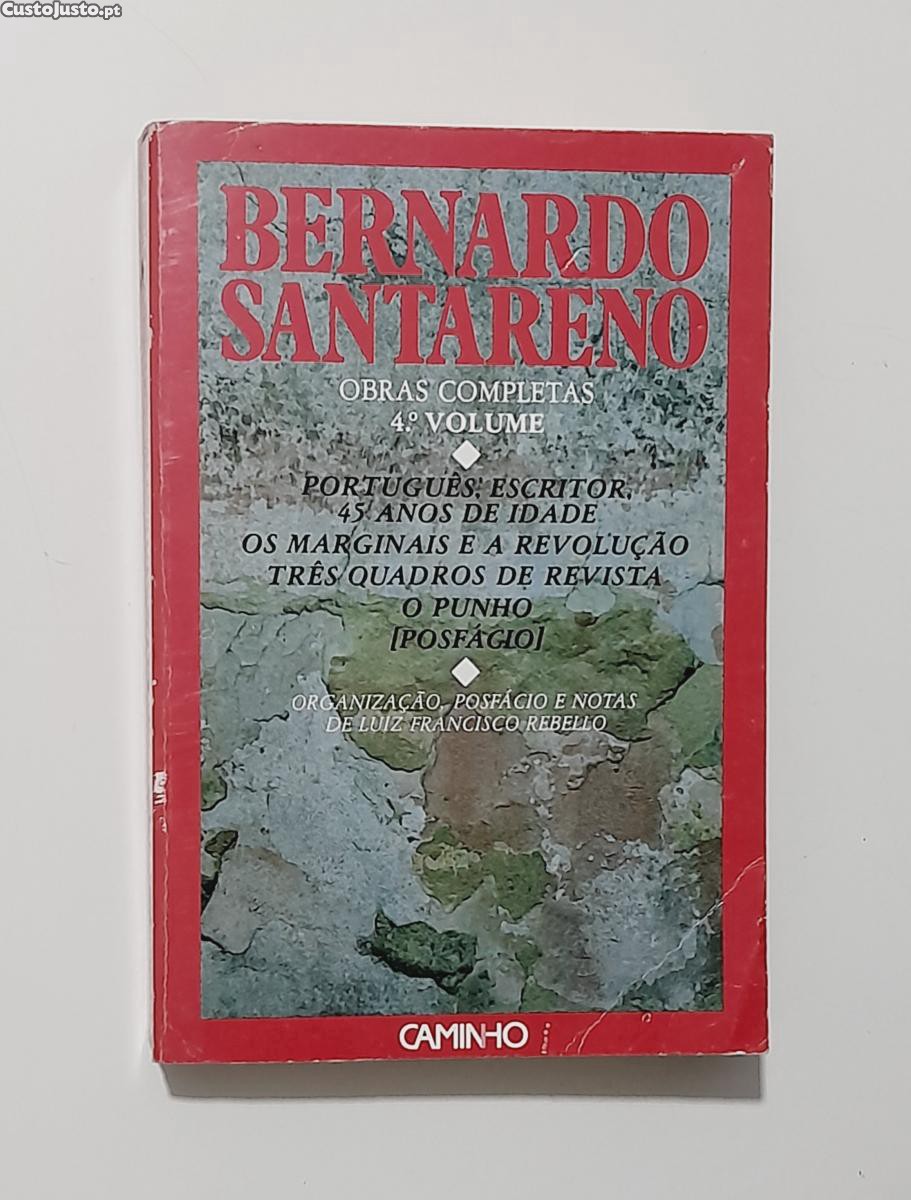 CustoJusto.pt
BERNARDO
SANTARENO
OBRAS COMPLETAS
4.º VOLUME
PORTUGUÊS, ESCRITOR,
45 ANOS DE IDADE
OS MARGINAIS E A REVOLUÇÃO
TRÊS QUADROS DE REVISTA
O PUNHO
[POSFÁCIO]
ORGANIZAÇÃO, POSFÁCIO E NOTAS
DE LUIZ FRANCISCO REBELLO
CAMINHO